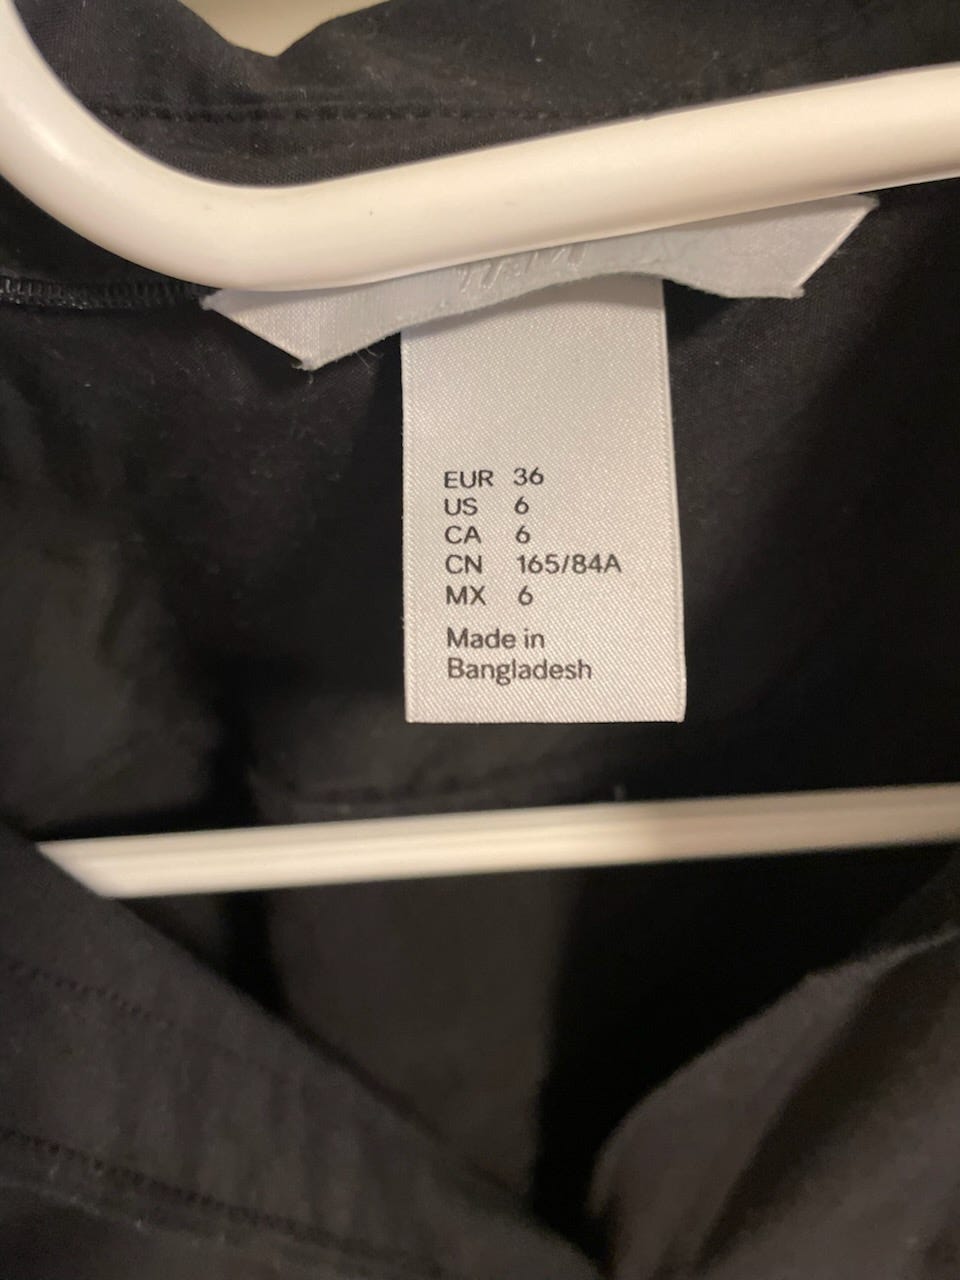 H&M
EUR 36
US 6
CA 6
CN 165/84A
MX 6
Made in
Bangladesh